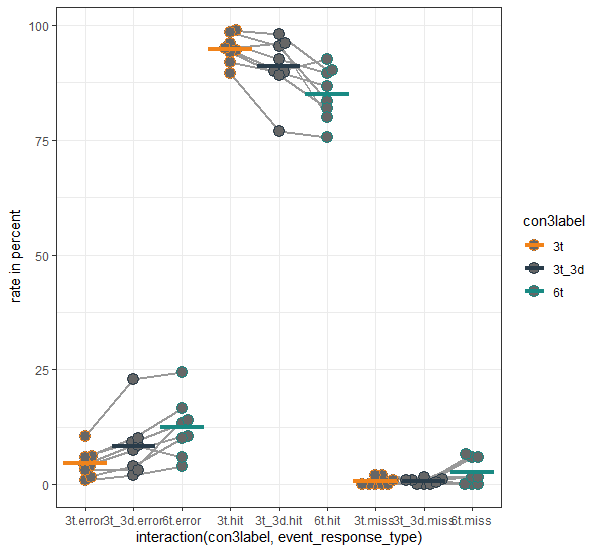 100
75
50
25
0
rate in percent
3t.error3t_3d.error6t.error 3t.hit 3t_3d.hit 6t.hit 3t.miss3t_3d.miss6t.miss
interaction(con3label, event_response_type)
con3label
3t
3t_3d
6t